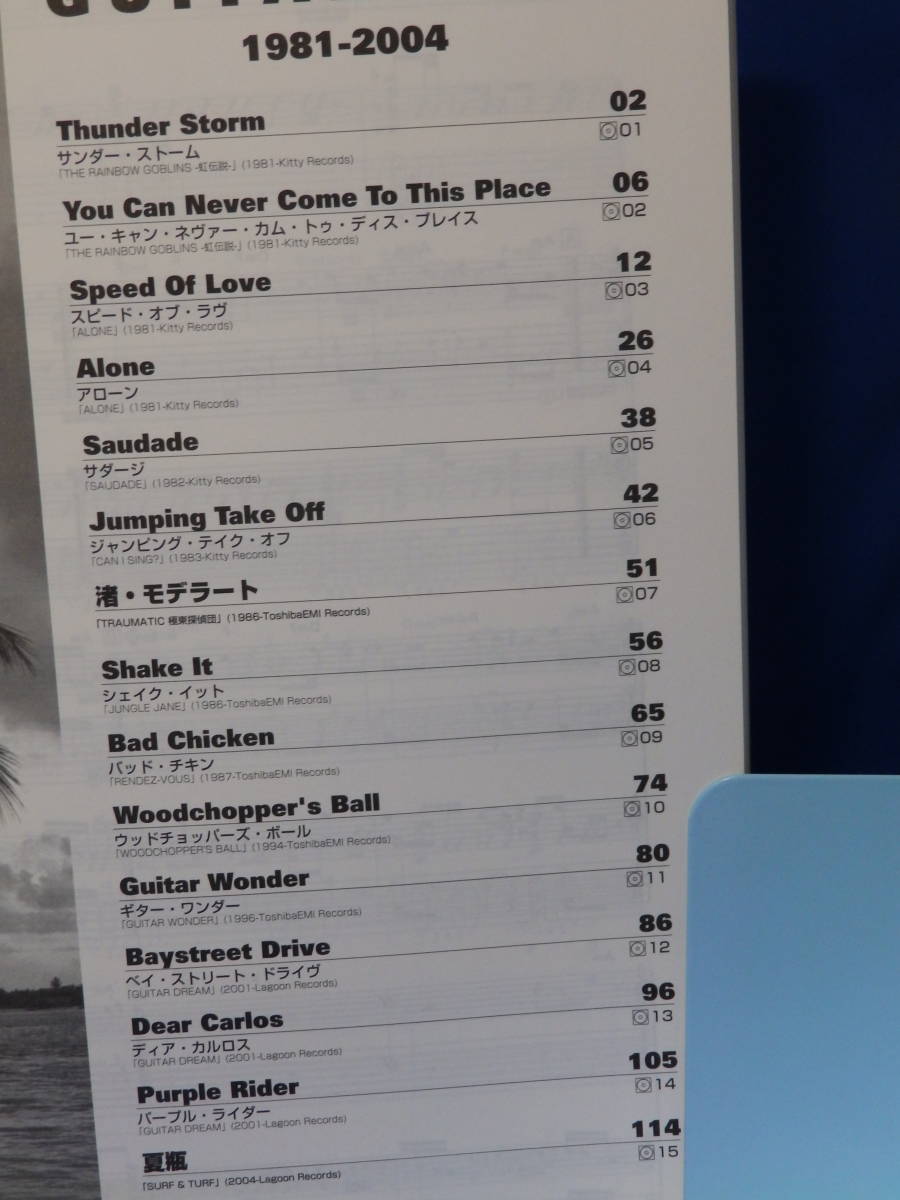 1981-2004
Thunder Storm 02
サンダー・ストーム 01
「THE RAINBOW GOBLINS -虹伝説-」(1981-Kitty Records)
You Can Never Come To This Place 06
ユー・キャン・ネヴァー・カム・トゥ・ディス・プレイス 02
「THE RAINBOW GOBLINS -虹伝説-」(1981-Kitty Records)
Speed Of Love 12
スピード・オブ・ラヴ 03
「ALONE」(1981-Kitty Records)
Alone 26
アローン 04
「ALONE」(1981-Kitty Records)
Saudade 38
サダージ 05
「SAUDADE」(1982-Kitty Records)
Jumping Take Off 42
ジャンピング・テイク・オフ 06
「CAN I SING?」(1983-Kitty Records)
渚・モデラート 51
「TRAUMATIC 極東探偵団」(1986-ToshibaEMI Records) 07
Shake It 56
シェイク・イット 08
「JUNGLE JANE」(1986-ToshibaEMI Records)
Bad Chicken 65
バッド・チキン 09
「RENDEZ-VOUS」(1987-ToshibaEMI Records)
Woodchopper's Ball 74
ウッドチョッパーズ・ボール 10
「WOODCHOPPER'S BALL」(1994-ToshibaEMI Records)
Guitar Wonder 80
ギター・ワンダー 11
「GUITAR WONDER」(1996-ToshibaEMI Records)
Baystreet Drive 86
ベイ・ストリート・ドライヴ 12
「GUITAR DREAM」(2001-Lagoon Records)
Dear Carlos 96
ディア・カルロス 13
「GUITAR DREAM」(2001-Lagoon Records)
Purple Rider 105
パープル・ライダー 14
「GUITAR DREAM」(2001-Lagoon Records)
夏瓶 114
「SURF & TURF」(2004-Lagoon Records) 15